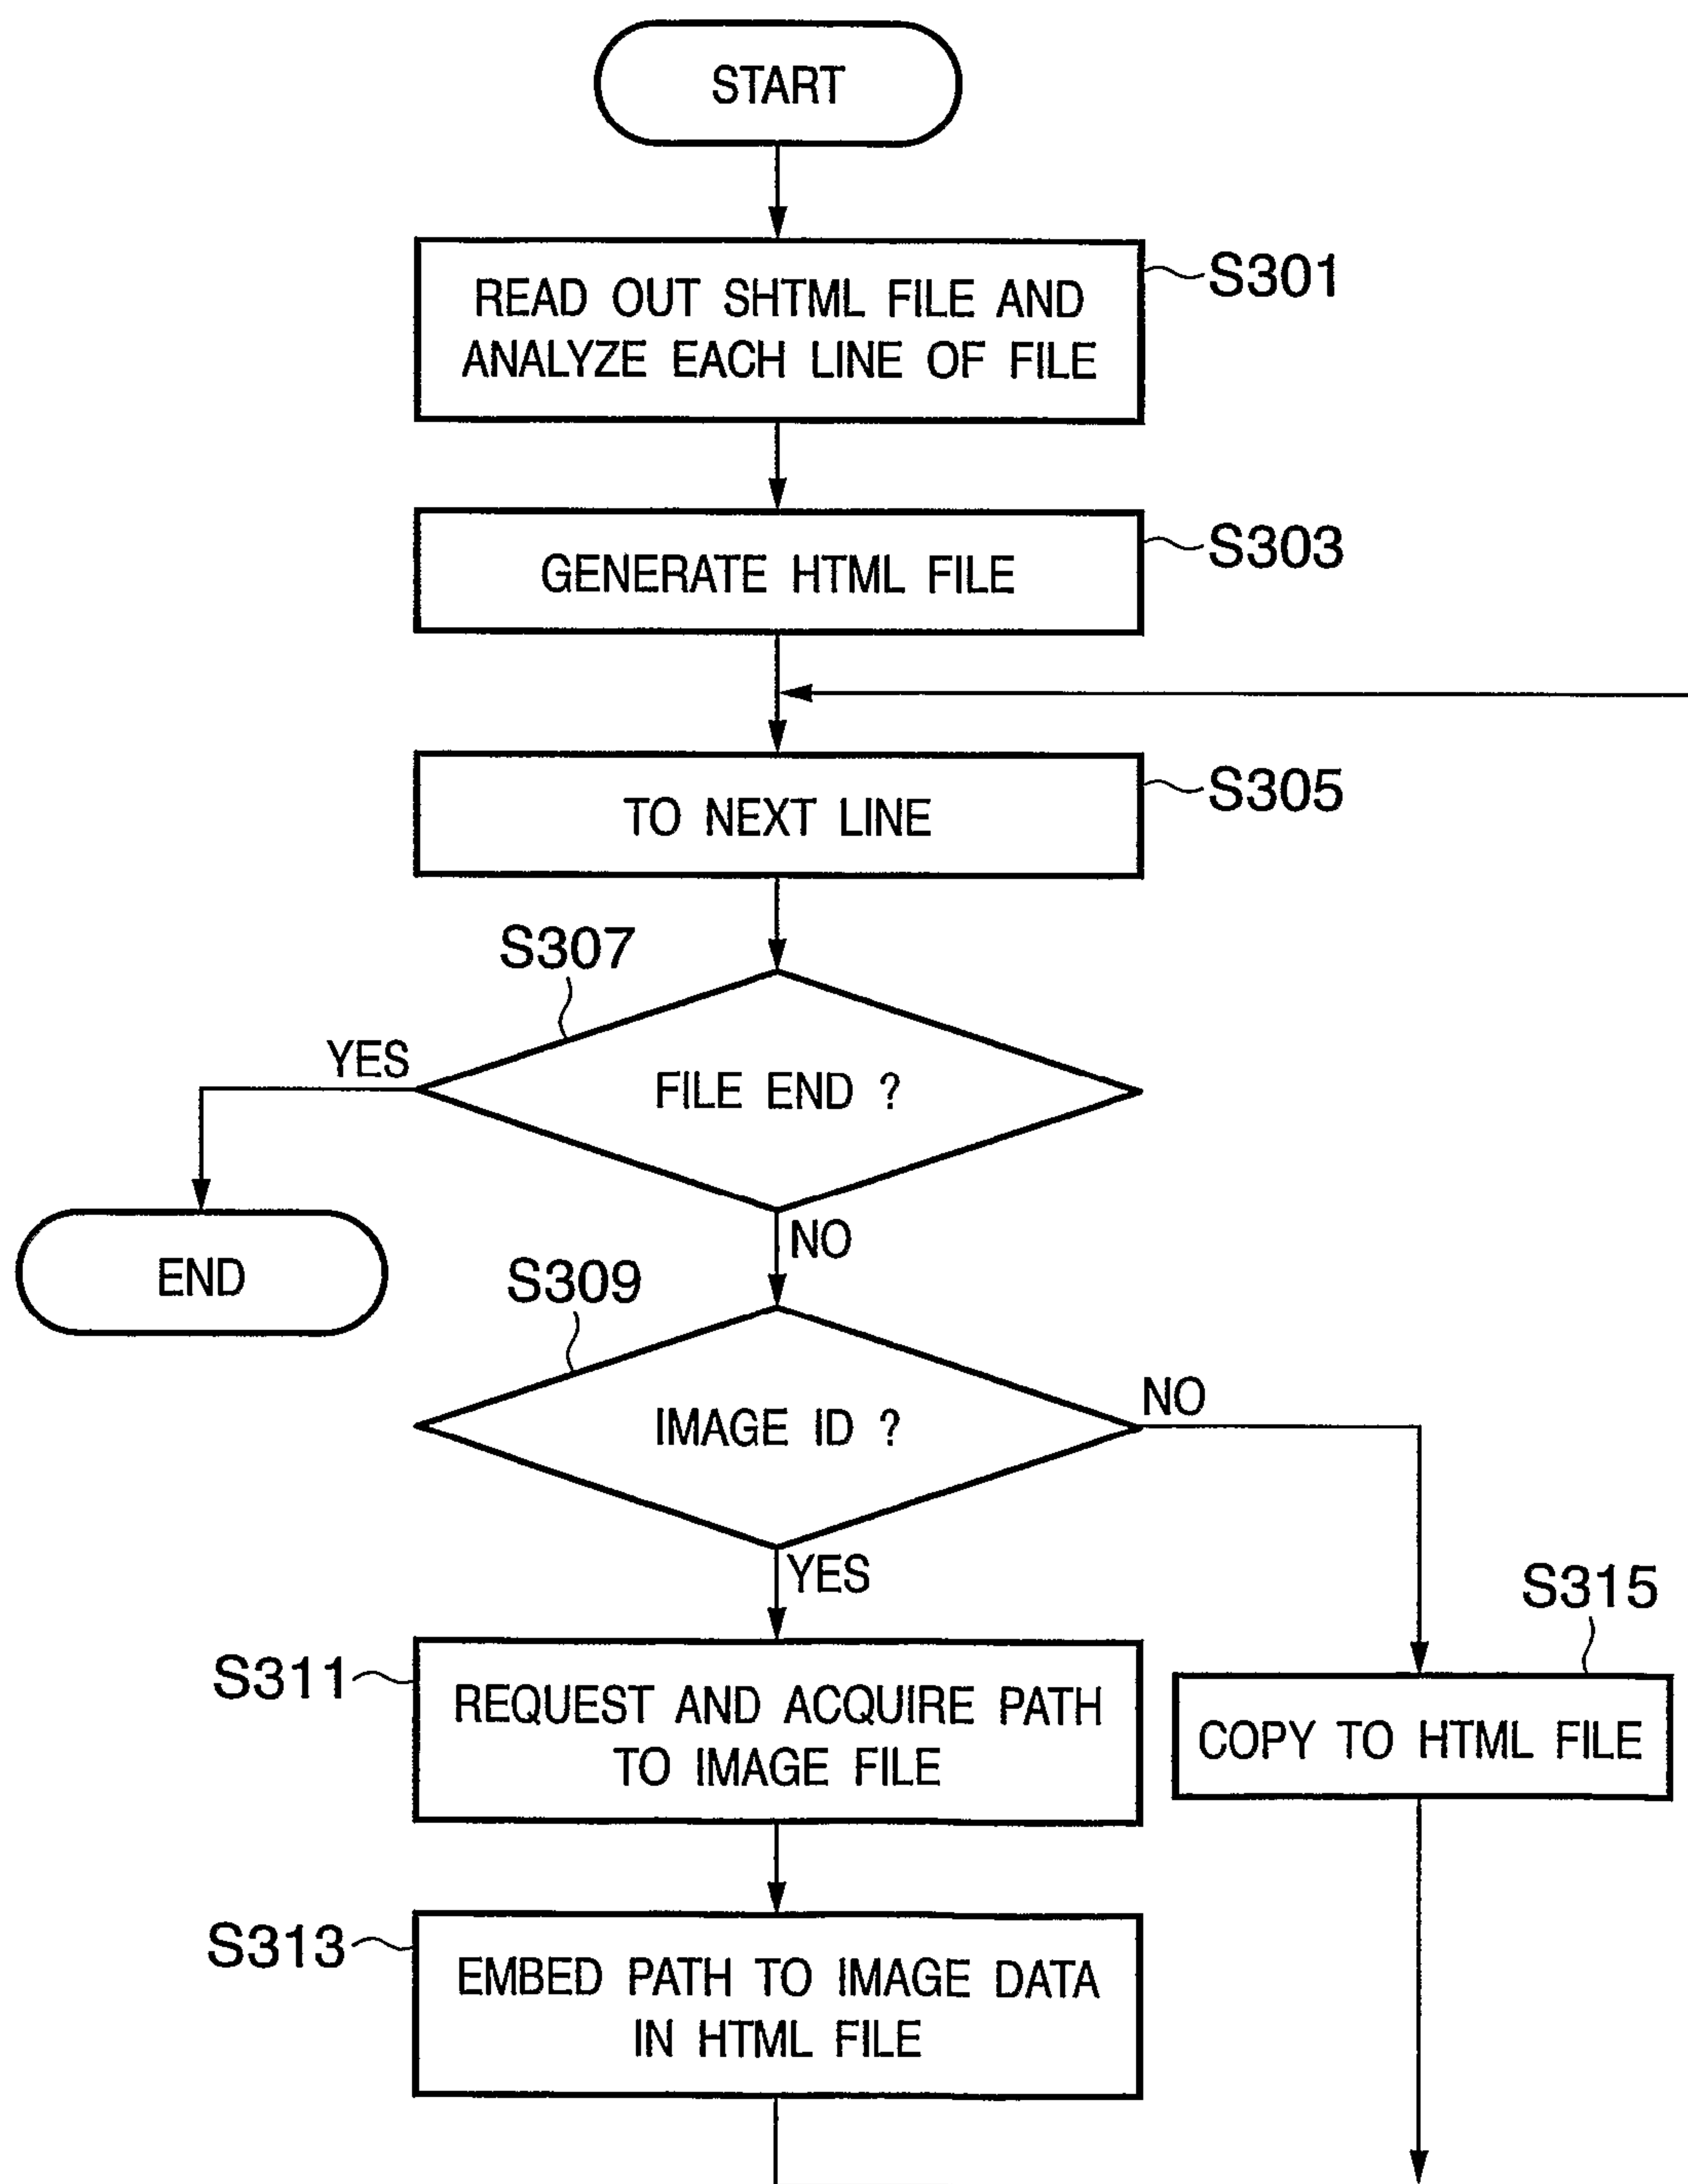 START
READ OUT SHTML FILE AND
ANALYZE EACH LINE OF FILE
S301
GENERATE HTML FILE
S303
TO NEXT LINE
S305
S307
YES
FILE END ?
NO
END
S309
IMAGE ID ?
NO
YES
S315
S311
REQUEST AND ACQUIRE PATH
TO IMAGE FILE
COPY TO HTML FILE
S313
EMBED PATH TO IMAGE DATA
IN HTML FILE